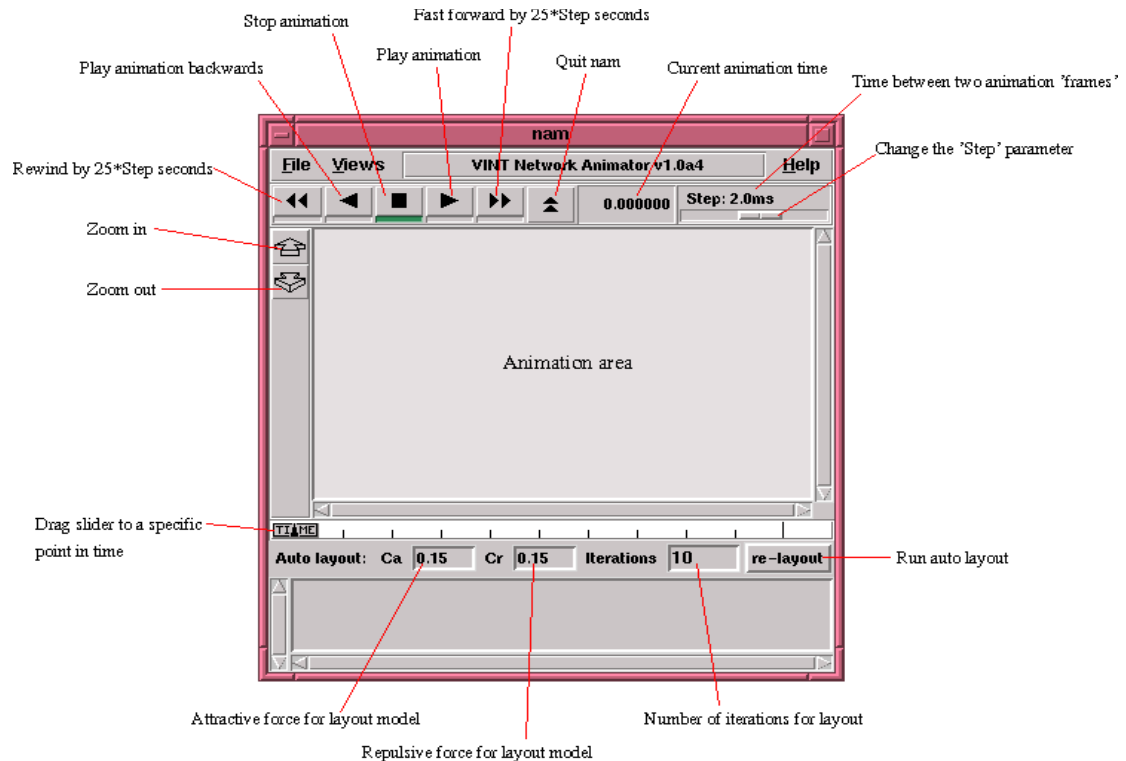 Fast forward by 25*Step seconds
Stop animation
Play animation
Quit nam
Play animation backwards
Current animation time
Time between two animation 'frames'
nam
Change the 'Step' parameter
File Views VINT Network Animator v1.0a4 Help
Rewind by 25*Step seconds
0.000000 Step: 2.0ms
Zoom in
Zoom out
Animation area
Drag slider to a specific
point in time
TIME
Auto layout: Ca 0.15 Cr 0.15 Iterations 10 re-layout
Run auto layout
Attractive force for layout model
Number of iterations for layout
Repulsive force for layout model